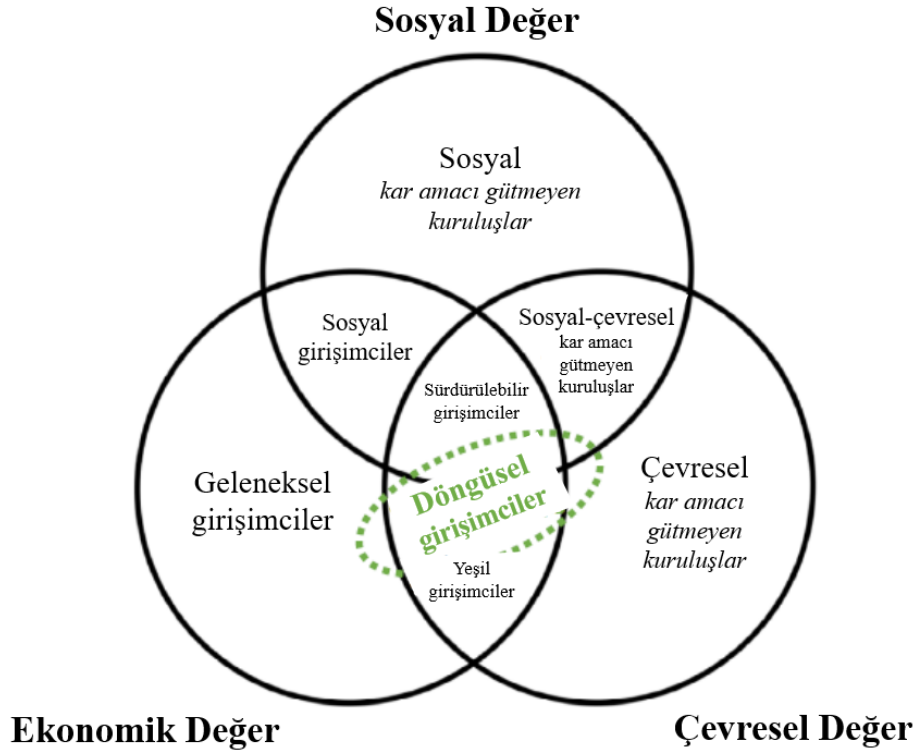 Sosyal Değer
Sosyal
kar amacı gütmeyen
kuruluşlar
Sosyal
girişimciler
Sosyal-çevresel
kar amacı
gütmeyen
kuruluşlar
Sürdürülebilir
girişimciler
Geleneksel
girişimciler
Döngüsel
girişimciler
Çevresel
kar amacı
gütmeyen
kuruluşlar
Yeşil
girişimciler
Ekonomik Değer
Çevresel Değer